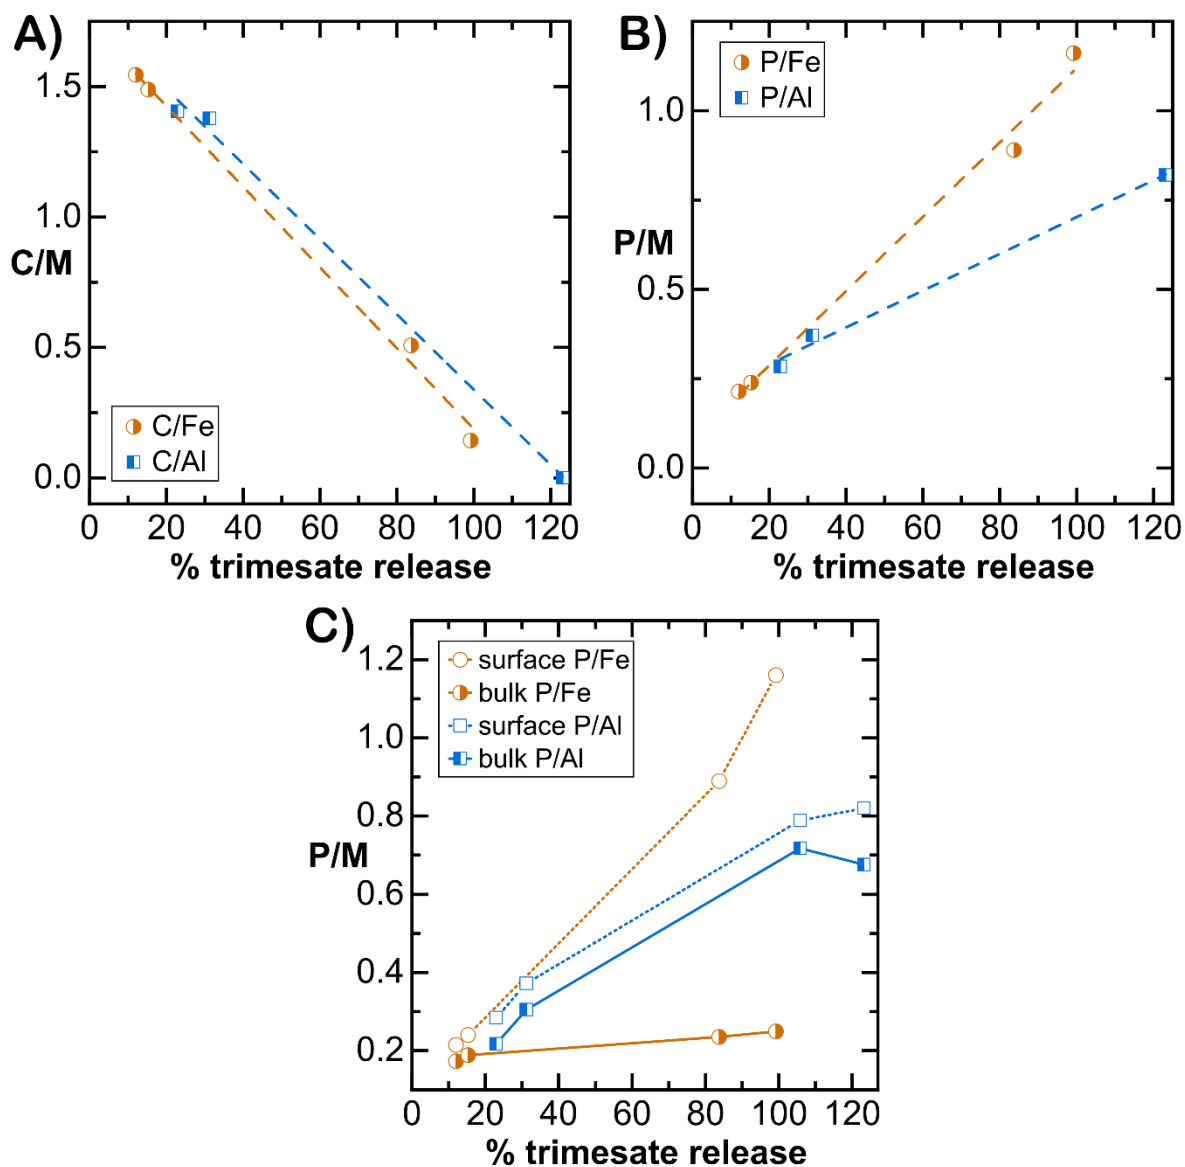 A)
1.5
1.0
C/M
0.5
0.0
C/Fe
C/Al
0 20 40 60 80 100 120
% trimesate release
B)
P/Fe
P/Al
1.0
P/M
0.5
0.0
0 20 40 60 80 100 120
% trimesate release
C)
surface P/Fe
bulk P/Fe
surface P/Al
bulk P/Al
1.2
1.0
0.8
P/M
0.6
0.4
0.2
0 20 40 60 80 100 120
% trimesate release